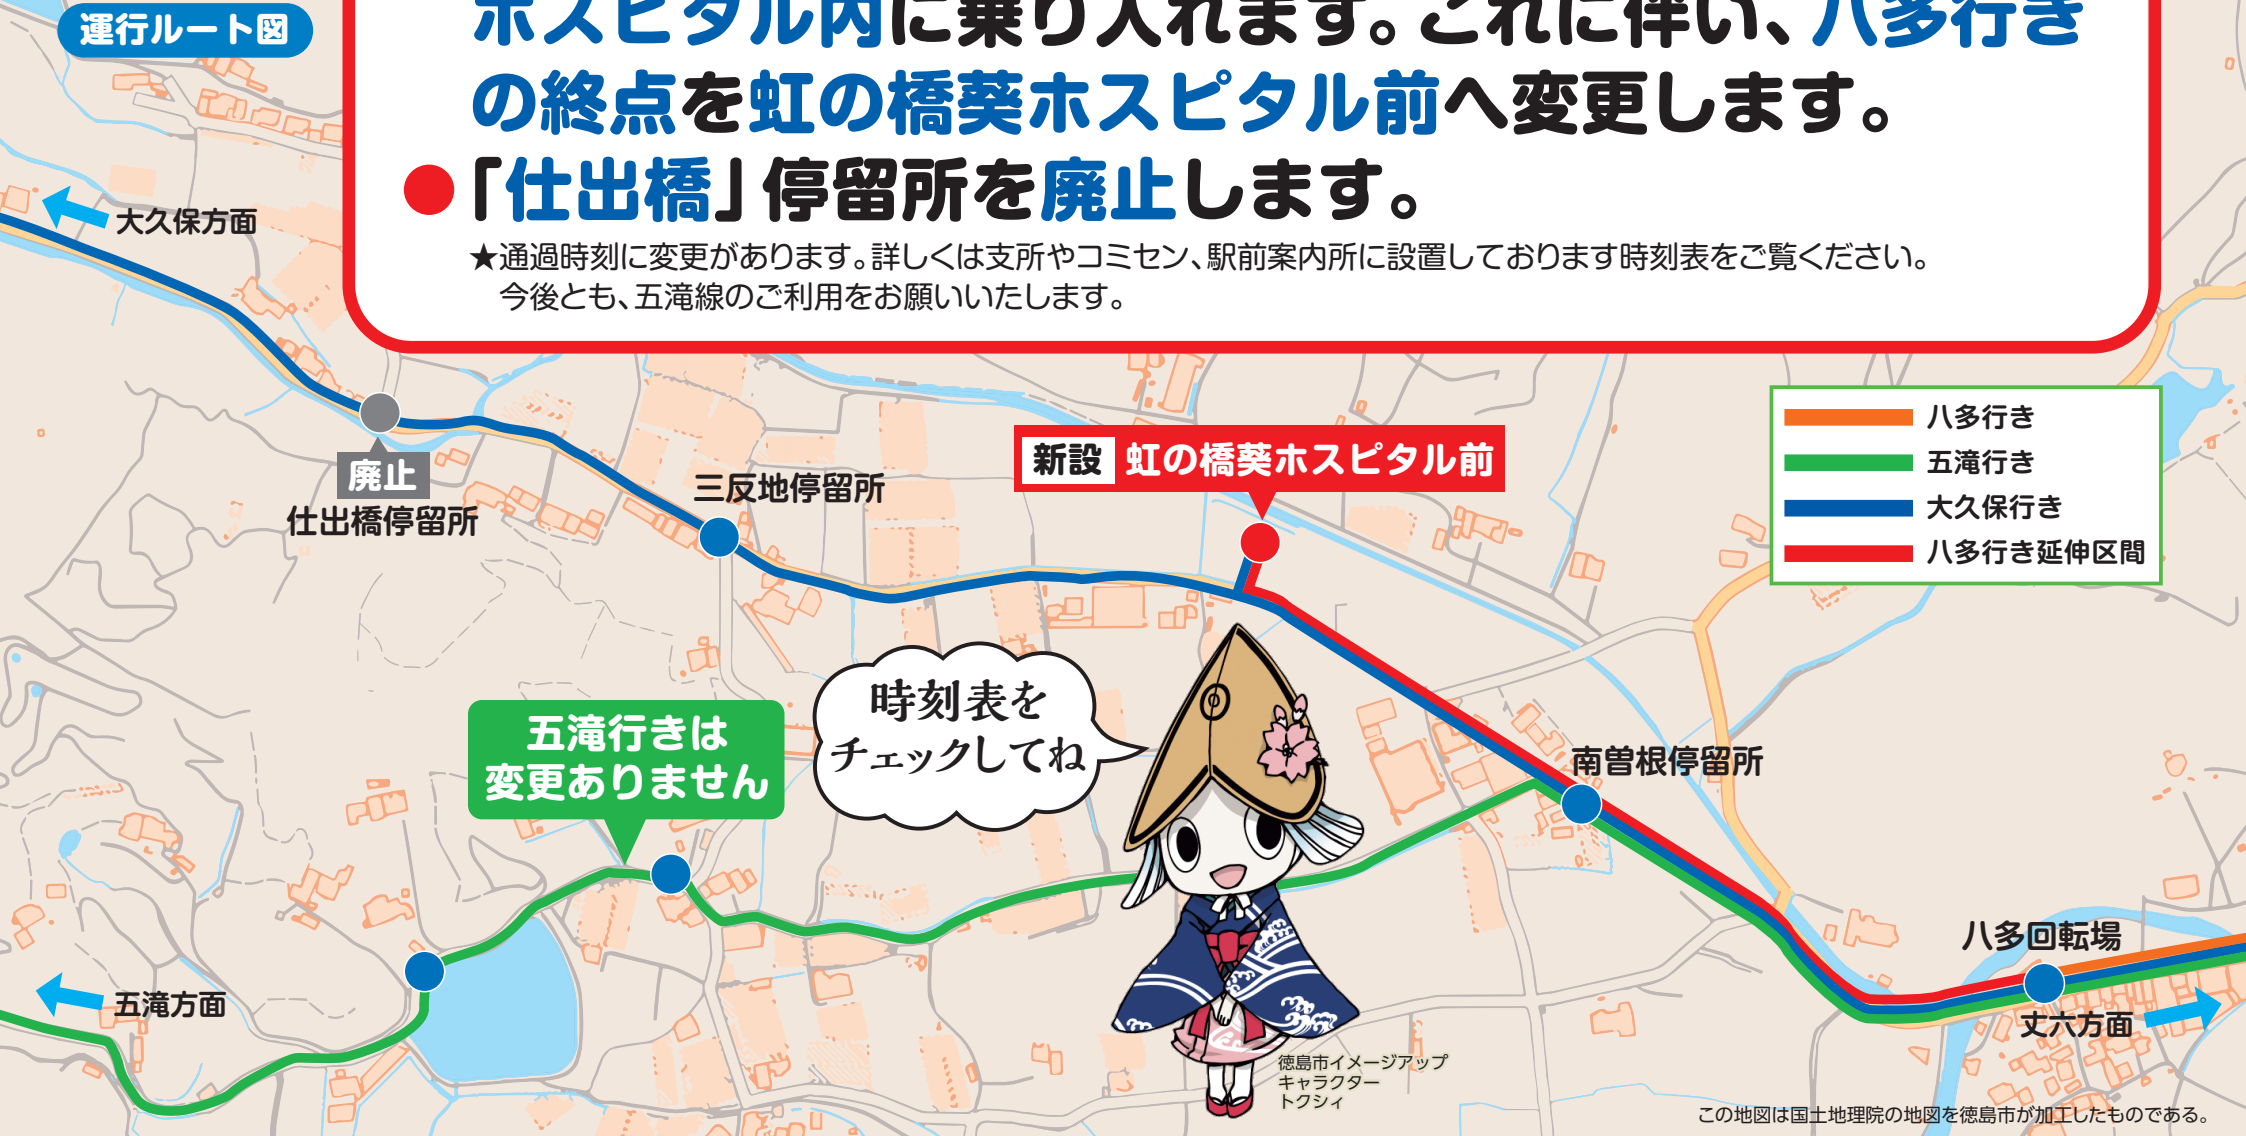 運行ルート図
ホスピタル内に乗り入れます。これに伴い、八多行き
の終点を虹の橋葵ホスピタル前へ変更します。
●「仕出橋」停留所を廃止します。
★通過時刻に変更があります。詳しくは支所やコミセン、駅前案内所に設置しております時刻表をご覧ください。
今後とも、五滝線のご利用をお願いいたします。
大久保方面
廃止
仕出橋停留所
三反地停留所
新設 虹の橋葵ホスピタル前
八多行き
五滝行き
大久保行き
八多行き延伸区間
五滝行きは
変更ありません
時刻表を
チェックしてね
南曽根停留所
八多回転場
五滝方面
丈六方面
徳島市イメージアップ
キャラクター
トクシィ
この地図は国土地理院の地図を徳島市が加工したものである。